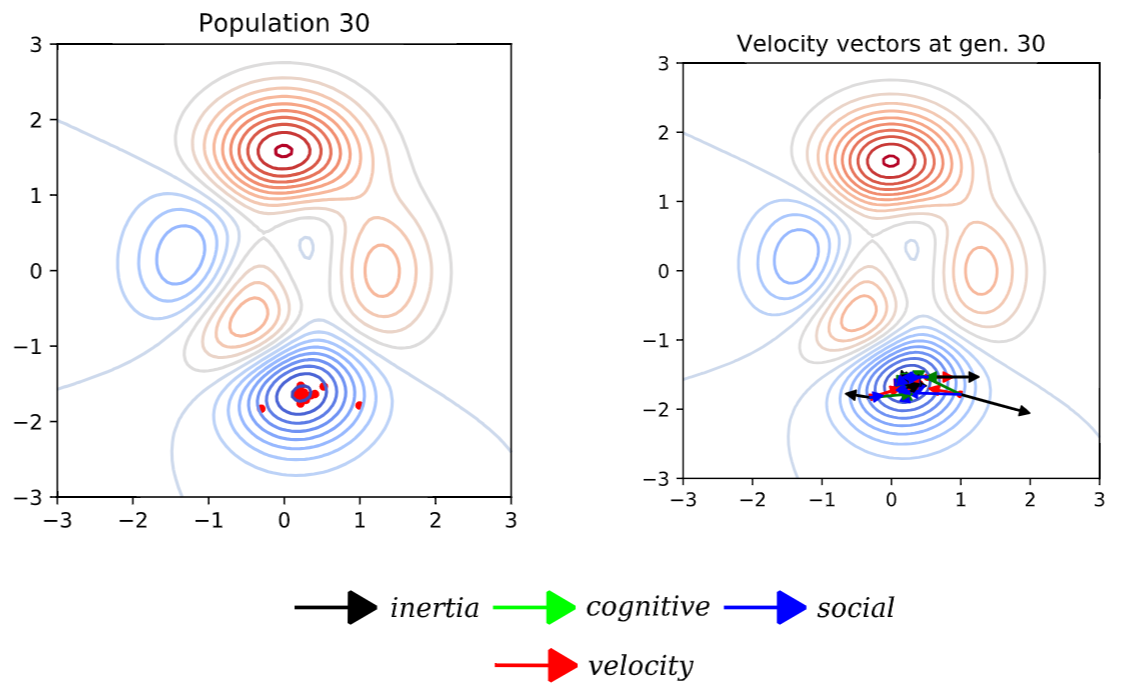 Population 30
3
2
1
0
−1
−2
−3
−3 −2 −1 0 1 2 3
Velocity vectors at gen. 30
3
2
1
0
−1
−2
−3
−3 −2 −1 0 1 2 3
inertia cognitive social
velocity